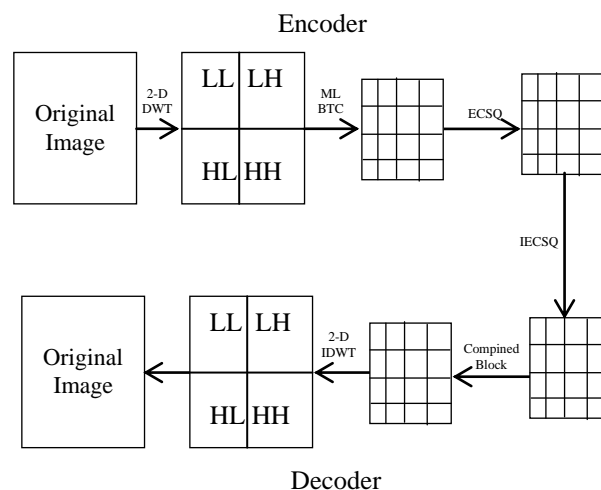 Encoder
Original
Image
2-D
DWT
LL LH
HL HH
ML
BTC
ECSQ
IECSQ
Original
Image
LL LH
HL HH
2-D
IDWT
Compined
Block
Decoder